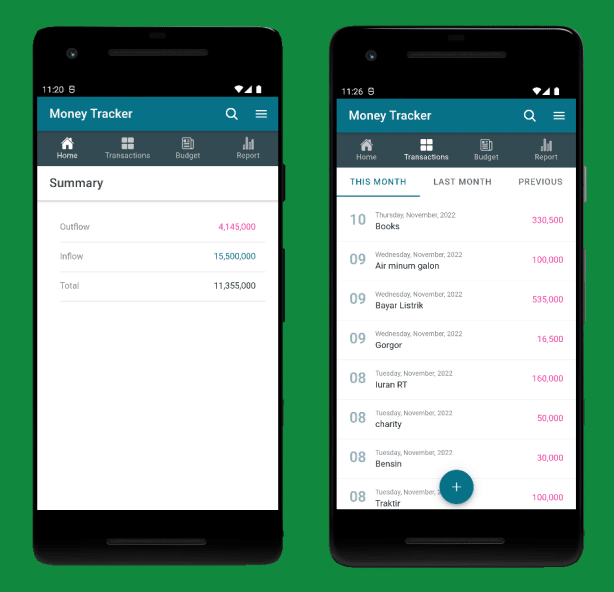 11:20
Money Tracker
Home Transactions Budget Report
Summary
Outflow 4,145,000
Inflow 15,500,000
Total 11,355,000
11:26
Money Tracker
Home Transactions Budget Report
THIS MONTH LAST MONTH PREVIOUS
10 Thursday, November, 2022
Books 330,500
09 Wednesday, November, 2022
Air minum galon 100,000
09 Wednesday, November, 2022
Bayar Listrik 535,000
09 Wednesday, November, 2022
Gorgor 16,500
08 Tuesday, November, 2022
Iuran RT 160,000
08 Tuesday, November, 2022
charity 50,000
08 Tuesday, November, 2022
Bensin 30,000
08 Tuesday, November,
Traktir 100,000